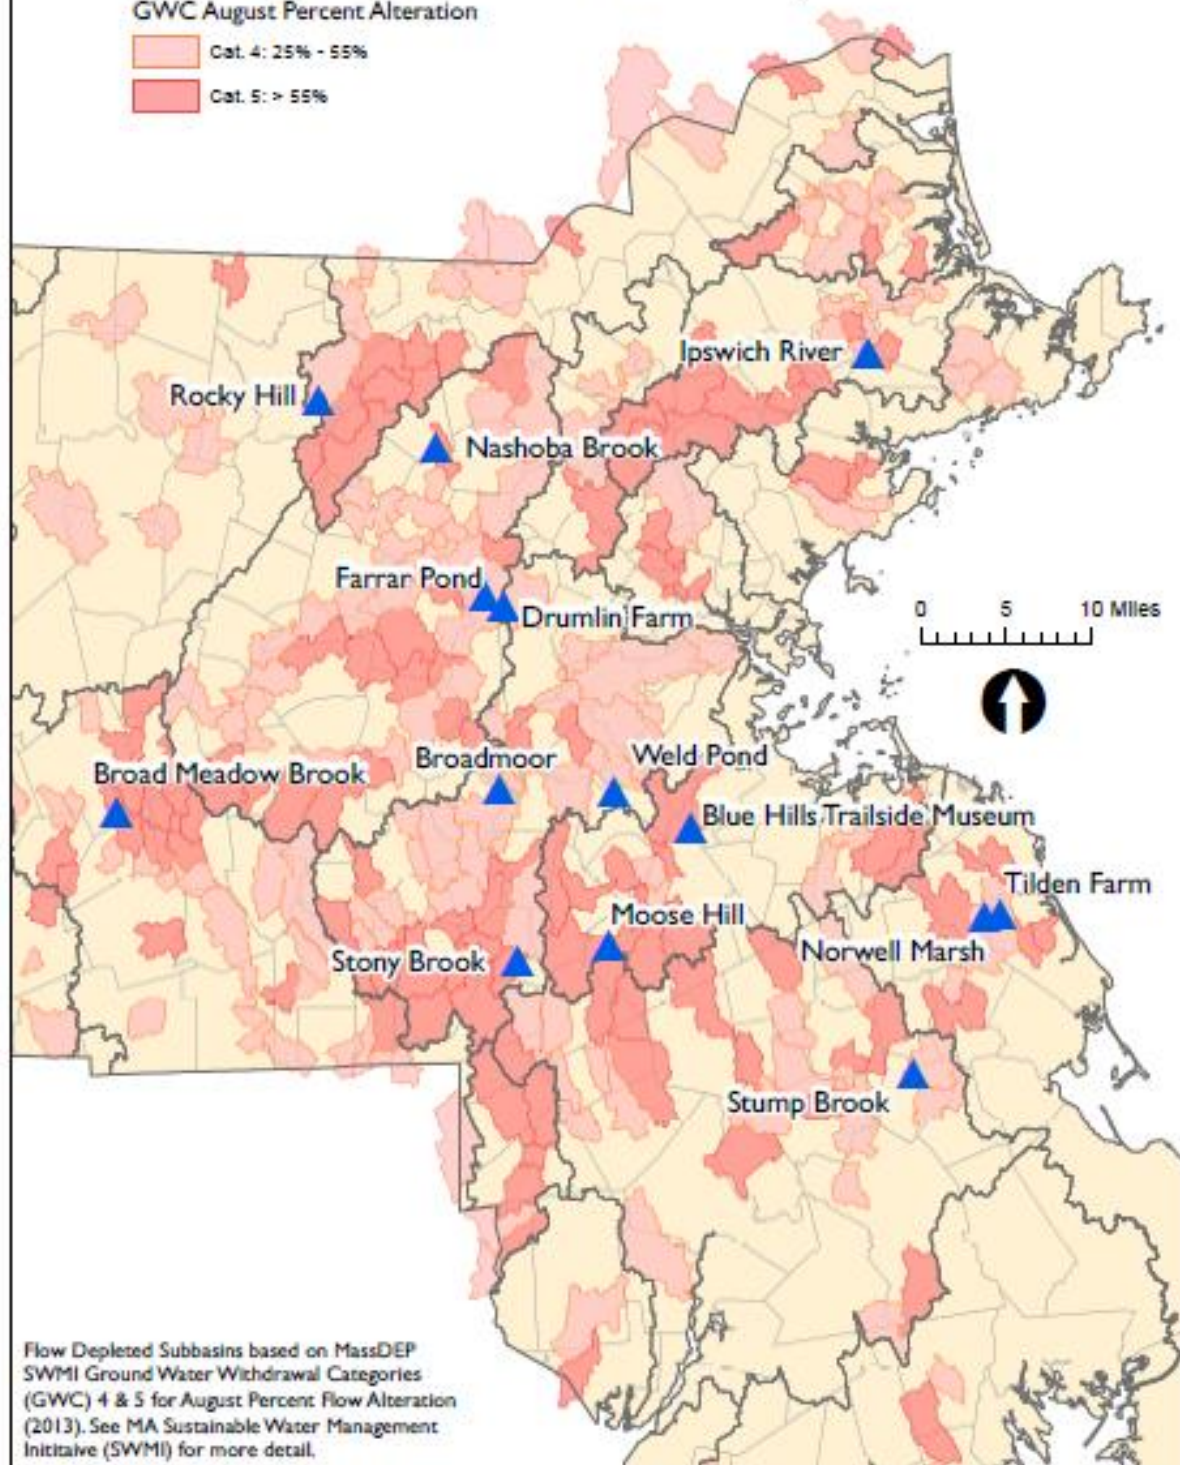 GWC August Percent Alteration
Cat. 4: 25% - 55%
Cat. 5: > 55%
Ipswich River
Rocky Hill
Nashoba Brook
Farrar Pond
Drumlin Farm
0 5 10 Miles
Broadmoor
Weld Pond
Broad Meadow Brook
Blue Hills Trailside Museum
Tilden Farm
Moose Hill
Norwell Marsh
Stony Brook
Stump Brook
Flow Depleted Subbasins based on MassDEP
SWMI Ground Water Withdrawal Categories
(GWC) 4 & 5 for August Percent Flow Alteration
(2013). See MA Sustainable Water Management
Inititaive (SWMI) for more detail.